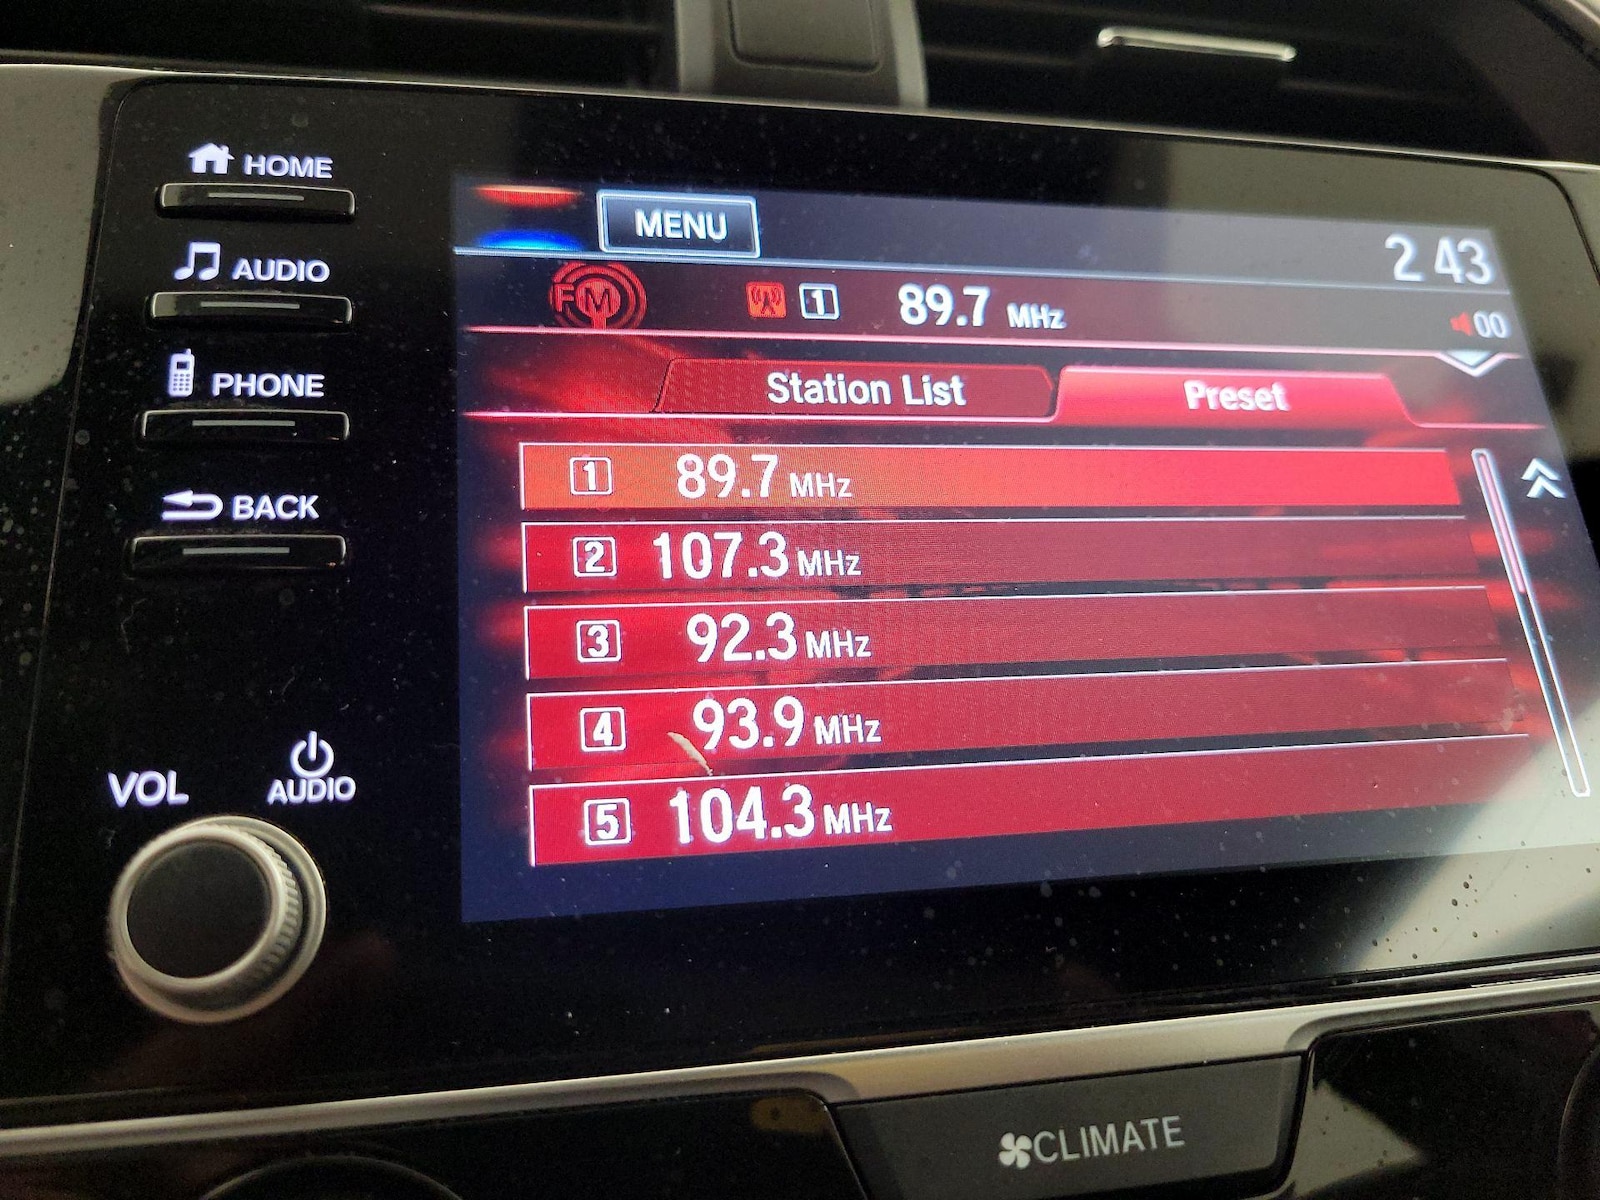 HOME
AUDIO
PHONE
BACK
VOL
AUDIO
MENU
2 43
FM
1 89.7 MHz
00
Station List
Preset
1 89.7 MHz
2 107.3 MHz
3 92.3 MHz
4 93.9 MHz
5 104.3 MHz
CLIMATE